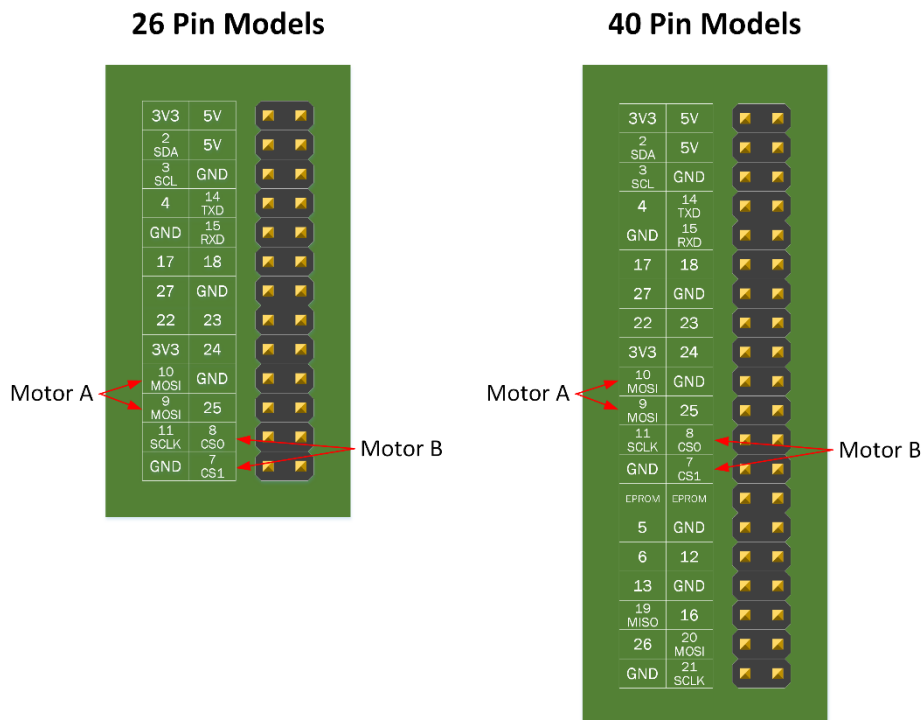 26 Pin Models
3V3 5V
2 SDA 5V
3 SCL GND
4 14 TXD
GND 15 RXD
17 18
27 GND
22 23
3V3 24
10 MOSI GND
9 MOSI 25
11 SCLK 8 CS0
GND 7 CS1
Motor A
Motor B
40 Pin Models
3V3 5V
2 SDA 5V
3 SCL GND
4 14 TXD
GND 15 RXD
17 18
27 GND
22 23
3V3 24
10 MOSI GND
9 MOSI 25
11 SCLK 8 CS0
GND 7 CS1
EPROM EPROM
5 GND
6 12
13 GND
19 MISO 16
26 20 MOSI
GND 21 SCLK
Motor A
Motor B